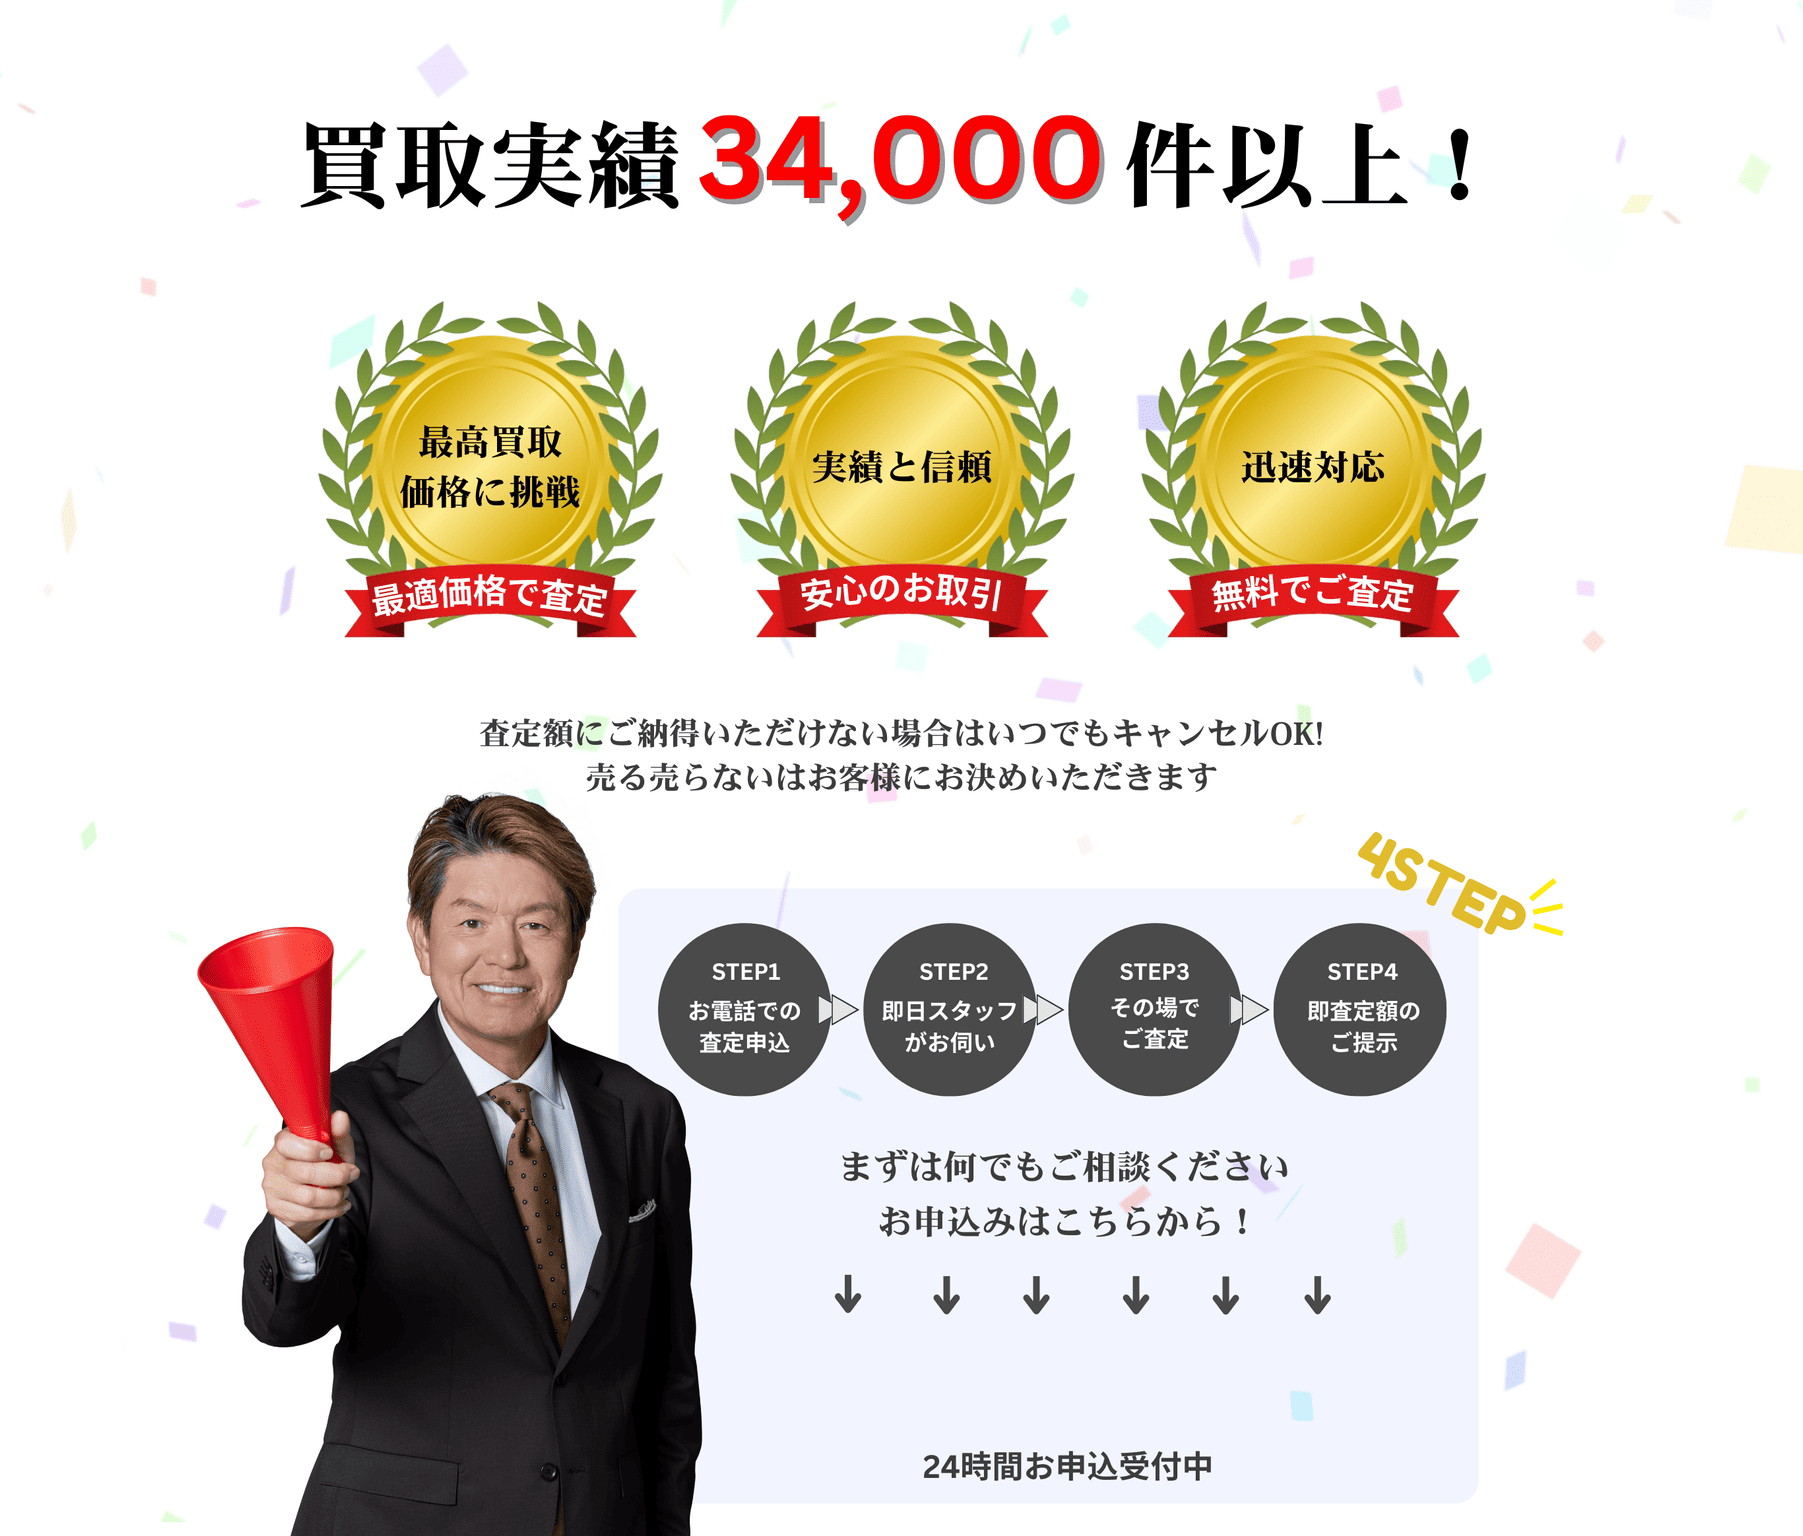 買取実績34,000件以上！
最高買取
価格に挑戦
最適価格で査定
実績と信頼
安心のお取引
迅速対応
無料でご査定
査定額にご納得いただけない場合はいつでもキャンセルOK!
売る売らないはお客様にお決めいただきます
4STEP
STEP1
お電話での
査定申込
STEP2
即日スタッフ
がお伺い
STEP3
その場で
ご査定
STEP4
即査定額の
ご提示
まずは何でもご相談ください
お申込みはこちらから！
24時間お申込受付中